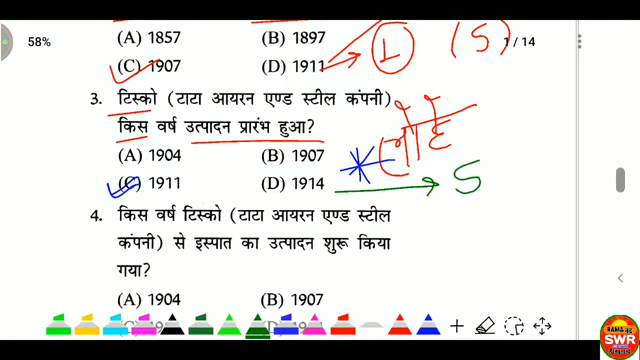 58%
(A) 1857 (B) 1897
(C) 1907 (D) 1911
L (S) 1/14
3. टिस्को (टाटा आयरन एण्ड स्टील कंपनी)
किस वर्ष उत्पादन प्रारंभ हुआ?
(A) 1904 (B) 1907
(C) 1911 (D) 1914
S
4. किस वर्ष टिस्को (टाटा आयरन एण्ड स्टील
कंपनी) से इस्पात का उत्पादन शुरू किया
गया?
(A) 1904 (B) 1907
SWR